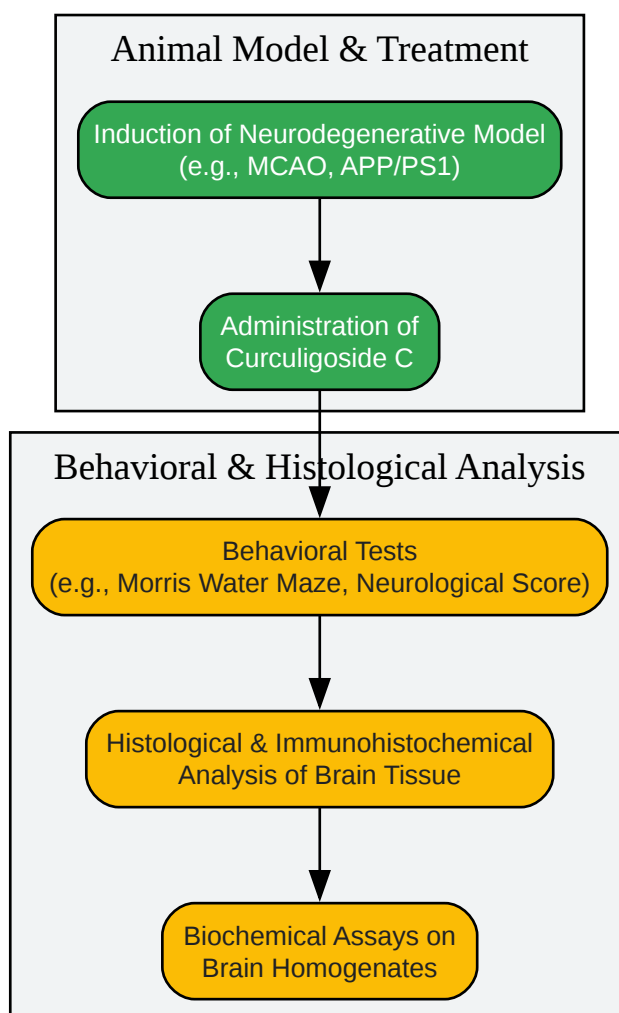 Animal Model & Treatment
Induction of Neurodegenerative Model
(e.g., MCAO, APP/PS1)
Administration of
Curculigoside C
Behavioral & Histological Analysis
Behavioral Tests
(e.g., Morris Water Maze, Neurological Score)
Histological & Immunohistochemical
Analysis of Brain Tissue
Biochemical Assays on
Brain Homogenates